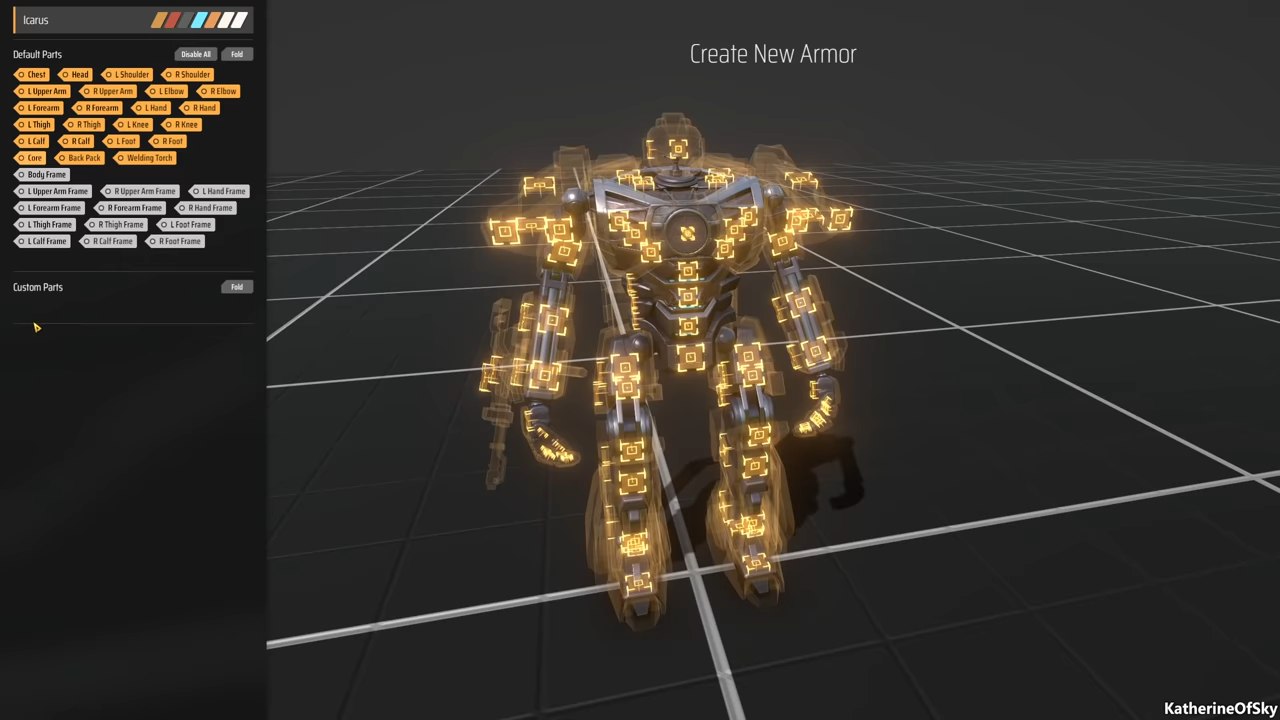 Icarus
Create New Armor
Default Parts Disable All Fold
Chest Head L Shoulder R Shoulder
L Upper Arm R Upper Arm L Elbow R Elbow
L Forearm R Forearm L Hand R Hand
L Thigh R Thigh L Knee R Knee
L Calf R Calf L Foot R Foot
Core Back Pack Welding Torch
Body Frame
L Upper Arm Frame R Upper Arm Frame L Hand Frame
L Forearm Frame R Forearm Frame R Hand Frame
L Thigh Frame R Thigh Frame L Foot Frame
L Calf Frame R Calf Frame R Foot Frame
Custom Parts Fold
KatherineOfSky